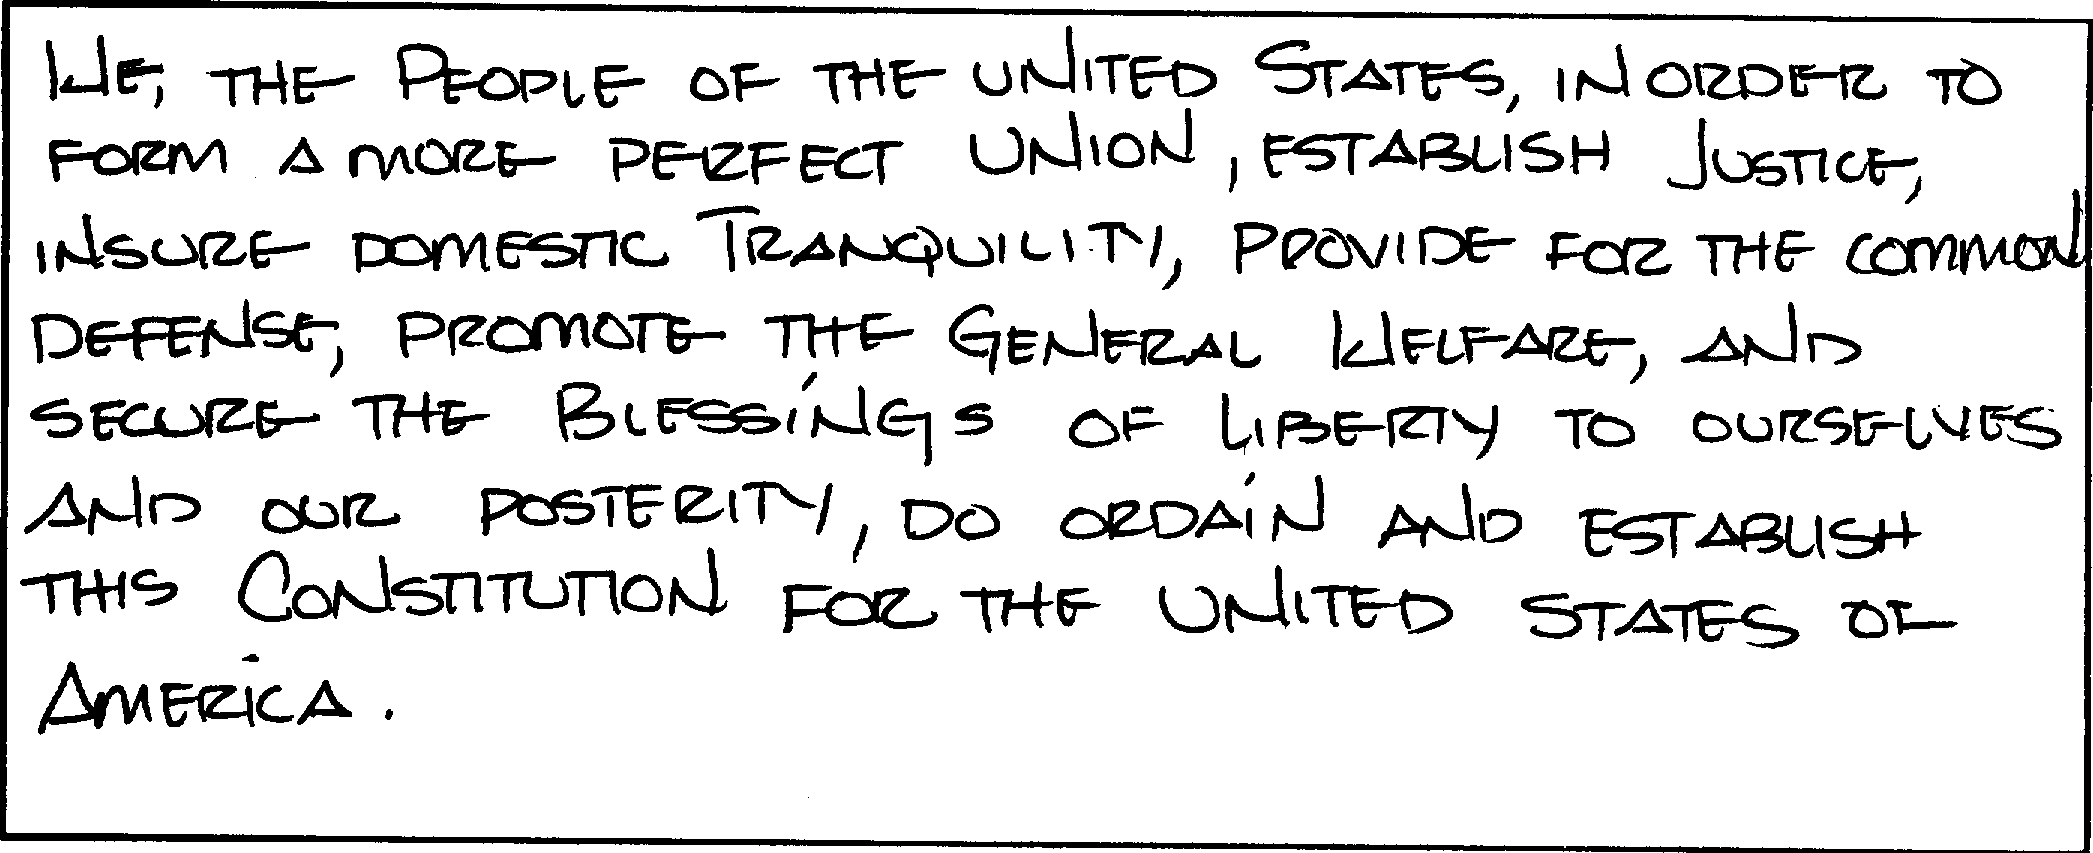 WE, THE PEOPLE OF THE UNITED STATES, IN ORDER TO
FORM A MORE PERFECT UNION, ESTABLISH JUSTICE,
INSURE DOMESTIC TRANQUILITY, PROVIDE FOR THE COMMON
DEFENSE, PROMOTE THE GENERAL WELFARE, AND
SECURE THE BLESSINGS OF LIBERTY TO OURSELVES
AND OUR POSTERITY, DO ORDAIN AND ESTABLISH
THIS CONSTITUTION FOR THE UNITED STATES OF
AMERICA.